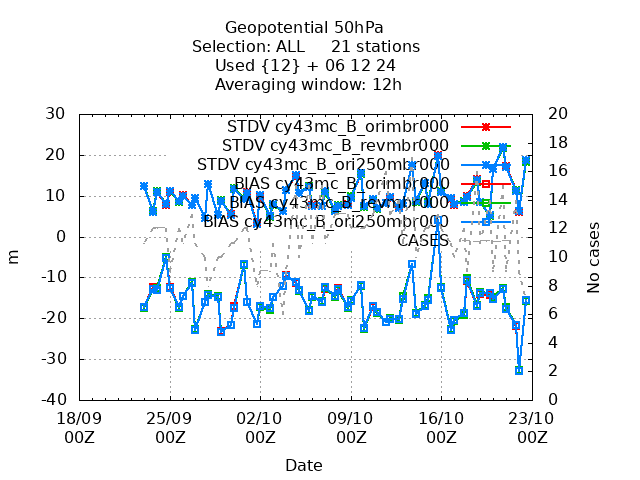 Geopotential 50hPa
Selection: ALL     21 stations
Used {12} + 06 12 24
Averaging window: 12h
30
20
10
0
-10
-20
-30
-40
m
STDV cy43mc_B_orimbr000
STDV cy43mc_B_revmbr000
STDV cy43mc_B_ori250mbr000
BIAS cy43mc_B_orimbr000
BIAS cy43mc_B_revmbr000
BIAS cy43mc_B_ori250mbr000
CASES
20
18
16
14
12
10
8
6
4
2
0
No cases
18/09 25/09 02/10 09/10 16/10 23/10
00Z 00Z 00Z 00Z 00Z 00Z
Date